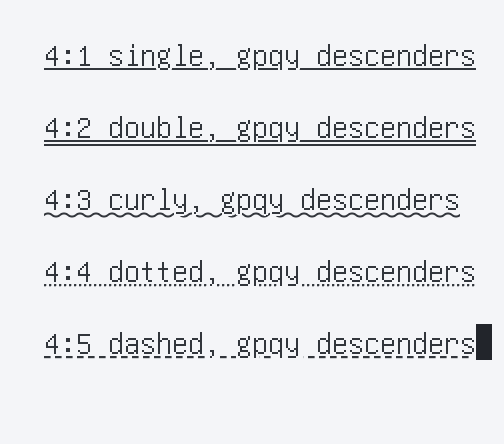 4:1 single, gpqy descenders
4:2 double, gpqy descenders
4:3 curly, gpqy descenders
4:4 dotted, gpqy descenders
4:5 dashed, gpqy descenders